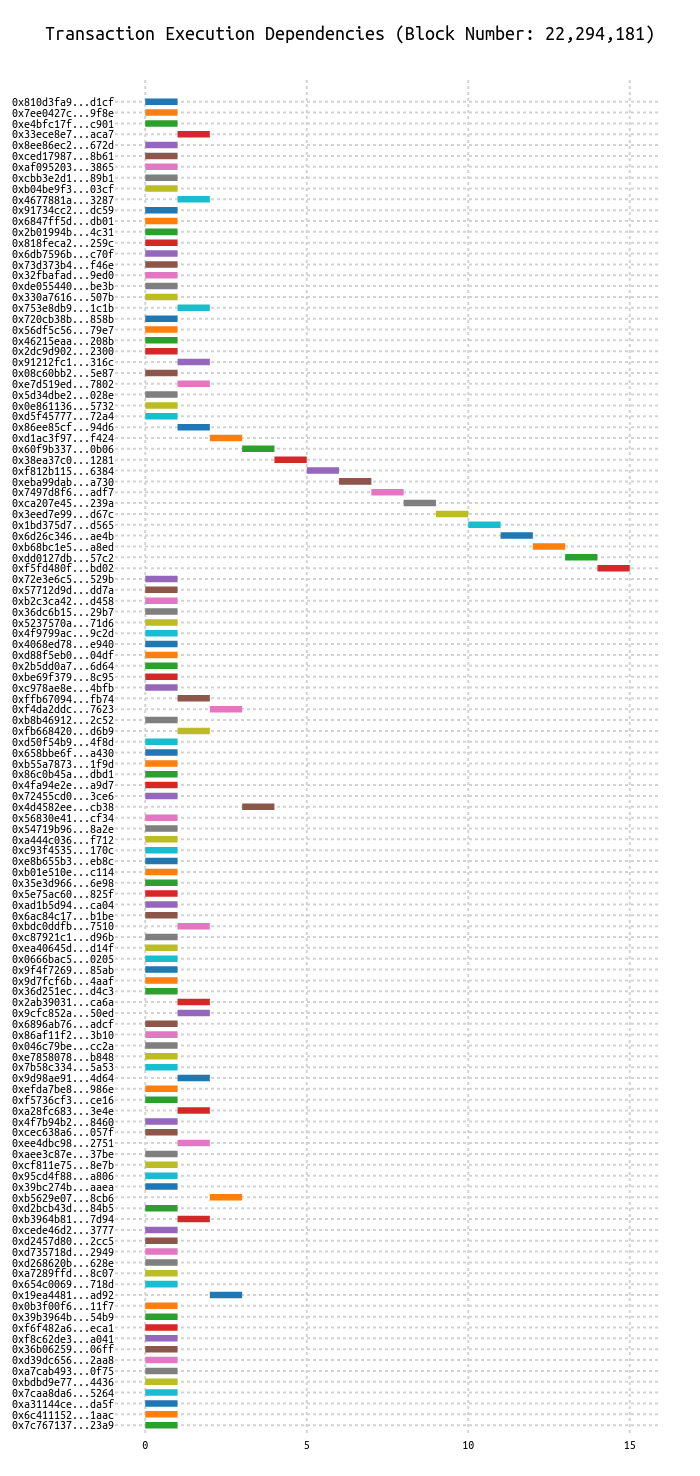 Transaction Execution Dependencies (Block Number: 22,294,181)
0x810d3fa9...d1cf
0x7ee0427c...9f8e
0xe4bfc17f...c901
0x33ece8e7...aca7
0x8ee86ec2...672d
0xced17987...8b61
0xaf095203...3865
0xcbb3e2d1...89b1
0xb04be9f3...03cf
0x4677881a...3287
0x91734cc2...dc59
0x6847ff5d...db01
0x2b01994b...4c31
0x818feca2...259c
0x6db7596b...c70f
0x73d373b4...f46e
0x32fbafad...9ed0
0xde055440...be3b
0x330a7616...507b
0x753e8db9...1c1b
0x720cb38b...858b
0x56df5c56...79e7
0x46215eaa...208b
0x2dc9d902...2300
0x91212fc1...316c
0x08c60bb2...5e87
0xe7d519ed...7802
0x5d34dbe2...028e
0x0e861136...5732
0xd5f45777...72a4
0x86ee85cf...94d6
0xd1ac3f97...f424
0x60f9b337...0b06
0x38ea37c0...1281
0xf812b115...6384
0xeba99dab...a730
0x7497d8f6...adf7
0xca207e45...239a
0x3eed7e99...d67c
0x1bd375d7...d565
0x6d26c346...ae4b
0xb68bc1e5...a8ed
0xdd0127db...57c2
0xf5fd480f...bd02
0x72e3e6c5...529b
0x57712d9d...dd7a
0xb2c3ca42...d458
0x36dc6b15...29b7
0x5237570a...71d6
0x4f9799ac...9c2d
0x4068ed78...e940
0xd88f5eb0...04df
0x2b5dd0a7...6d64
0xbe69f379...8c95
0xc978ae8e...4bfb
0xffb67094...fb74
0xf4da2ddc...7623
0xb8b46912...2c52
0xfb668420...d6b9
0xd50f54b9...4f8d
0x658bbe6f...a430
0xb55a7873...1f9d
0x86c0b45a...dbd1
0x4fa94e2e...a9d7
0x72455cd0...3ce6
0x4d4582ee...cb38
0x56830e41...cf34
0x54719b96...8a2e
0xa444c036...f712
0xc93f4535...170c
0xe8b655b3...eb8c
0xb01e510e...c114
0x35e3d966...6e98
0x5e75ac60...825f
0xad1b5d94...ca04
0x6ac84c17...b1be
0xbdc0ddfb...7510
0xc87921c1...d96b
0xea40645d...d14f
0x0666bac5...0205
0x9f4f7269...85ab
0x9d7fcf6b...4aaf
0x36d251ec...d4c3
0x2ab39031...ca6a
0x9cfc852a...50ed
0x6896ab76...adcf
0x86af11f2...3b10
0x046c79be...cc2a
0xe7858078...b848
0x7b58c334...5a53
0x9d98ae91...4d64
0xefda7be8...986e
0xf5736cf3...ce16
0xa28fc683...3e4e
0x4f7b94b2...8460
0xcec638a6...057f
0xee4dbc98...2751
0xaee3c87e...37be
0xcf811e75...8e7b
0x95cd4f88...a806
0x39bc274b...aaea
0xb5629e07...8cb6
0xd2bcb43d...84b5
0xb3964b81...7d94
0xcede46d2...3777
0xd2457d80...2cc5
0xd735718d...2949
0xd268620b...628e
0xa7289ffd...8c07
0x654c0069...718d
0x19ea4481...ad92
0x0b3f00f6...11f7
0x39b3964b...54b9
0xf6f482a6...eca1
0xf8c62de3...a041
0x36b06259...06ff
0xd39dc656...2aa8
0xa7cab493...0f75
0xbdbd9e77...4436
0x7caa8da6...5264
0xa31144ce...da5f
0x6c411152...1aac
0x7c767137...23a9
0 5 10 15